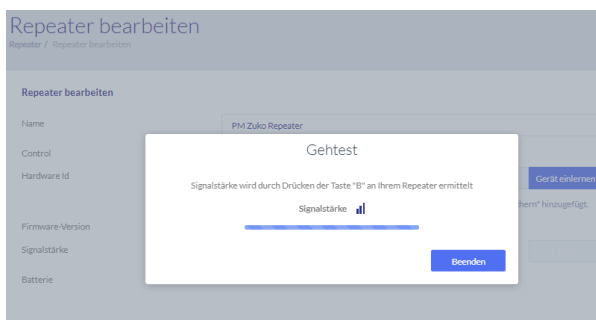 Repeater bearbeiten
Repeater / Repeater bearbeiten
Repeater bearbeiten
Name
PM Zuko Repeater
Control
Hardware Id
Gerät einlernen
hern" hinzugefügt.
Firmware-Version
Signalstärke
Batterie
Gehtest
Signalstärke wird durch Drücken der Taste "B" an Ihrem Repeater ermittelt
Signalstärke
Beenden